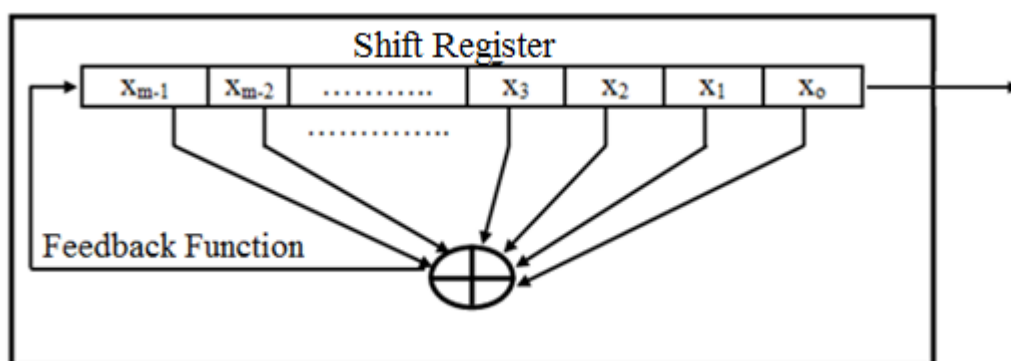 Shift Register
xm-1 xm-2 ........... x3 x2 x1 xo
..............
Feedback Function